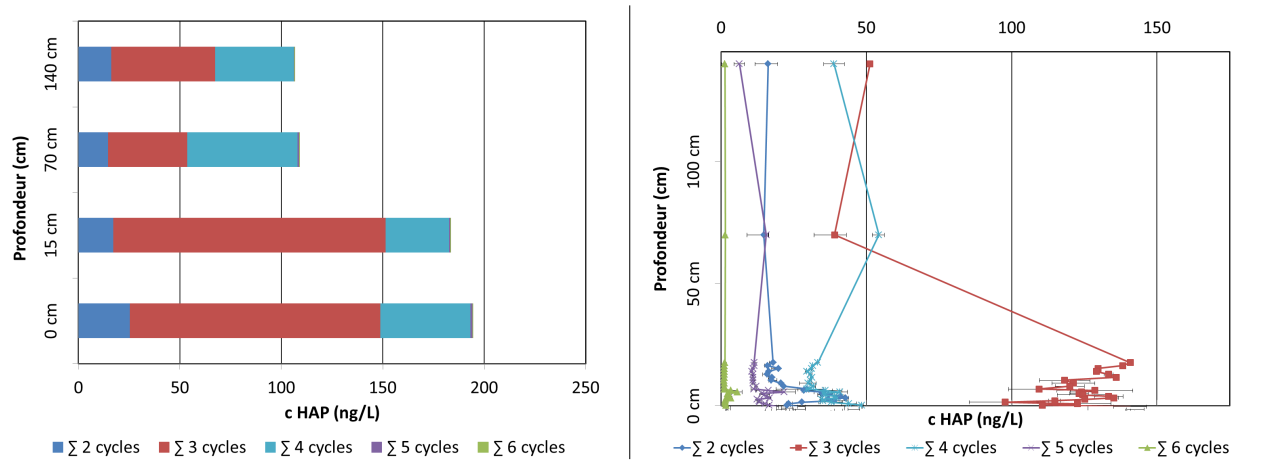 140 cm
70 cm
15 cm
0 cm
Profondeur (cm)
0 50 100 150 200 250
c HAP (ng/L)
∑ 2 cycles ∑ 3 cycles ∑ 4 cycles ∑ 5 cycles ∑ 6 cycles
0 50 100 150
100 cm
50 cm
0 cm
Profondeur (cm)
c HAP (ng/L)
∑ 2 cycles ∑ 3 cycles ∑ 4 cycles ∑ 5 cycles ∑ 6 cycles